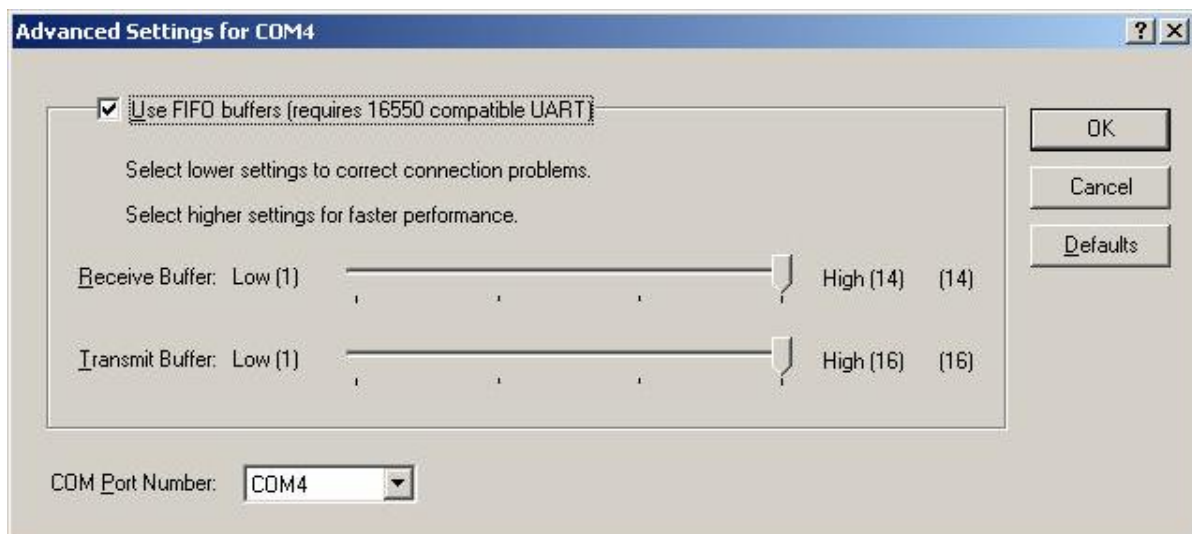 Advanced Settings for COM4
Use FIFO buffers (requires 16550 compatible UART)
OK
Select lower settings to correct connection problems.
Cancel
Select higher settings for faster performance.
Defaults
Receive Buffer: Low (1) High (14) (14)
Transmit Buffer: Low (1) High (16) (16)
COM Port Number: COM4